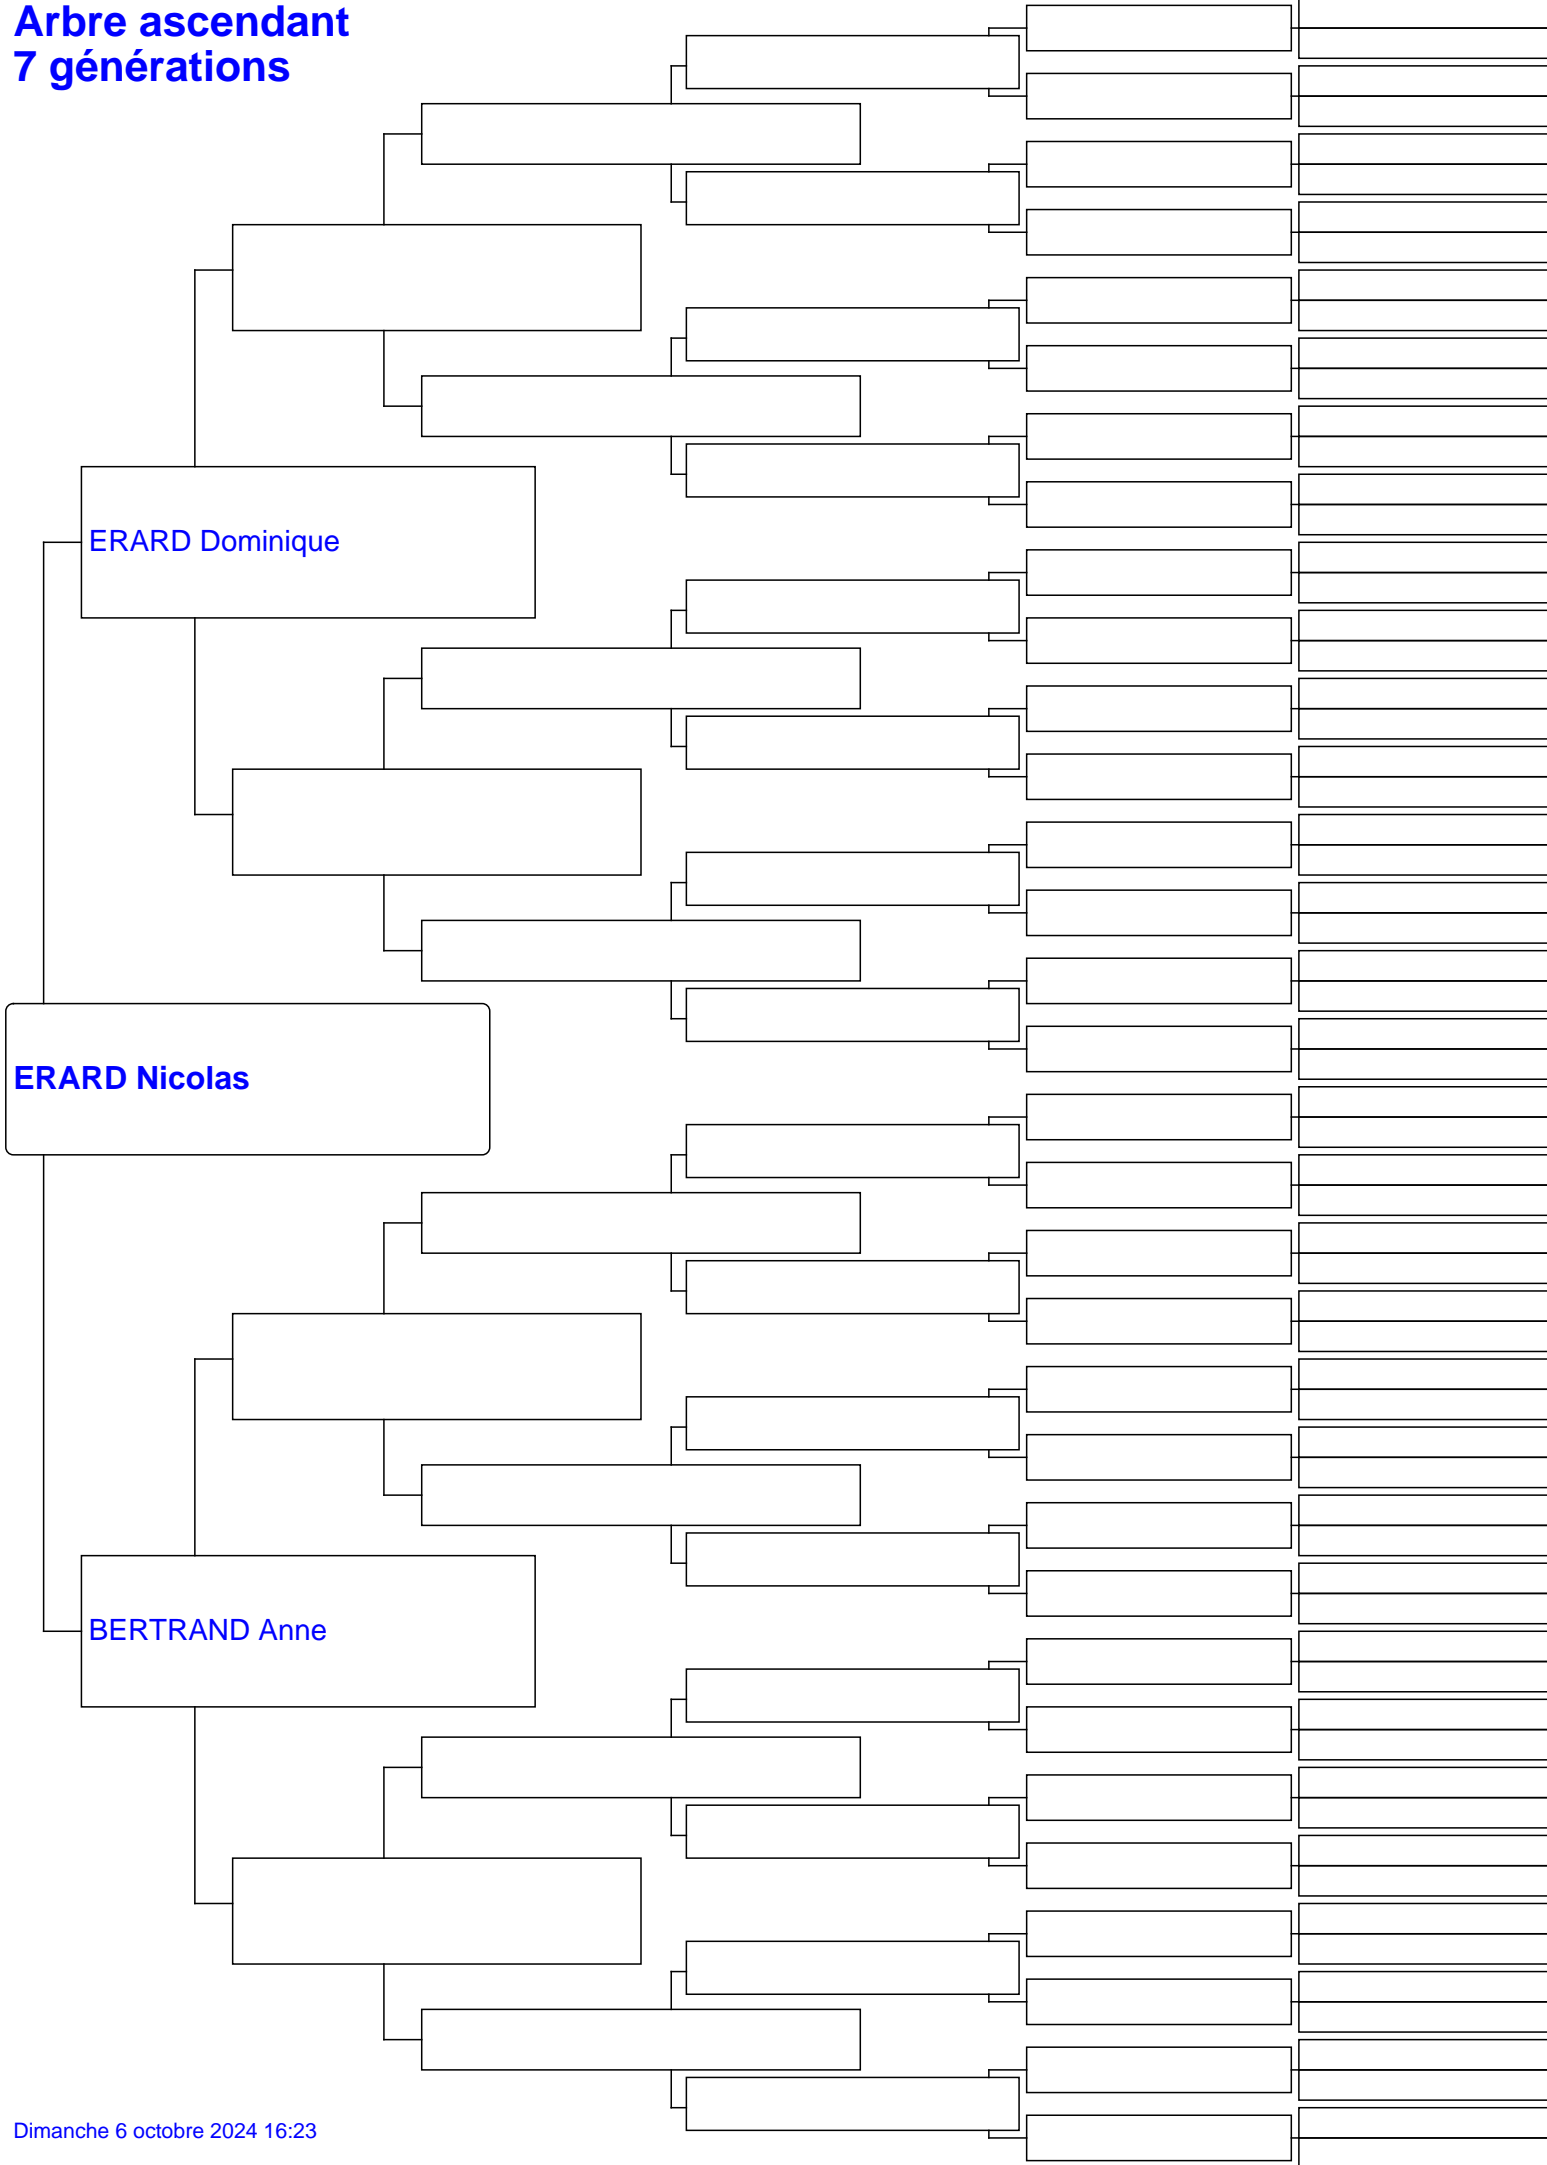 Arbre ascendant
7 générations
ERARD Dominique
ERARD Nicolas
BERTRAND Anne
Dimanche 6 octobre 2024 16:23